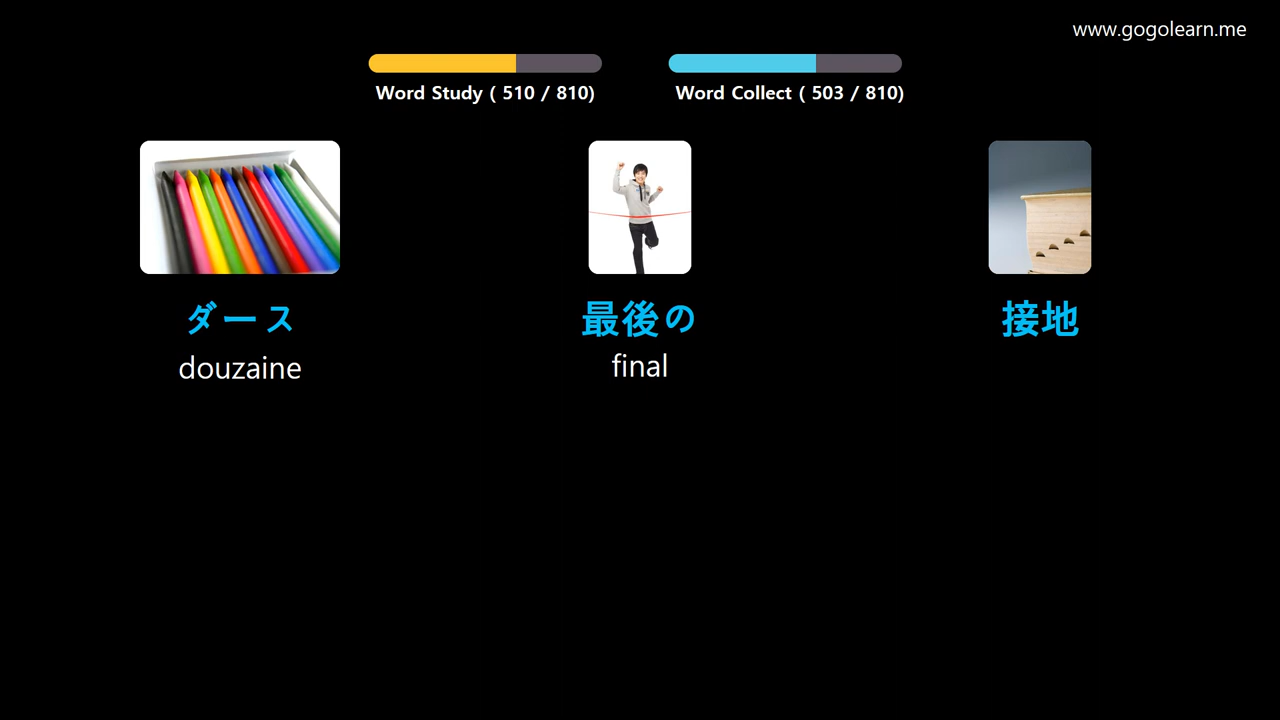 www.gogolearn.me
Word Study ( 510 / 810)
Word Collect ( 503 / 810)
ダース
最後の
接地
douzaine
final